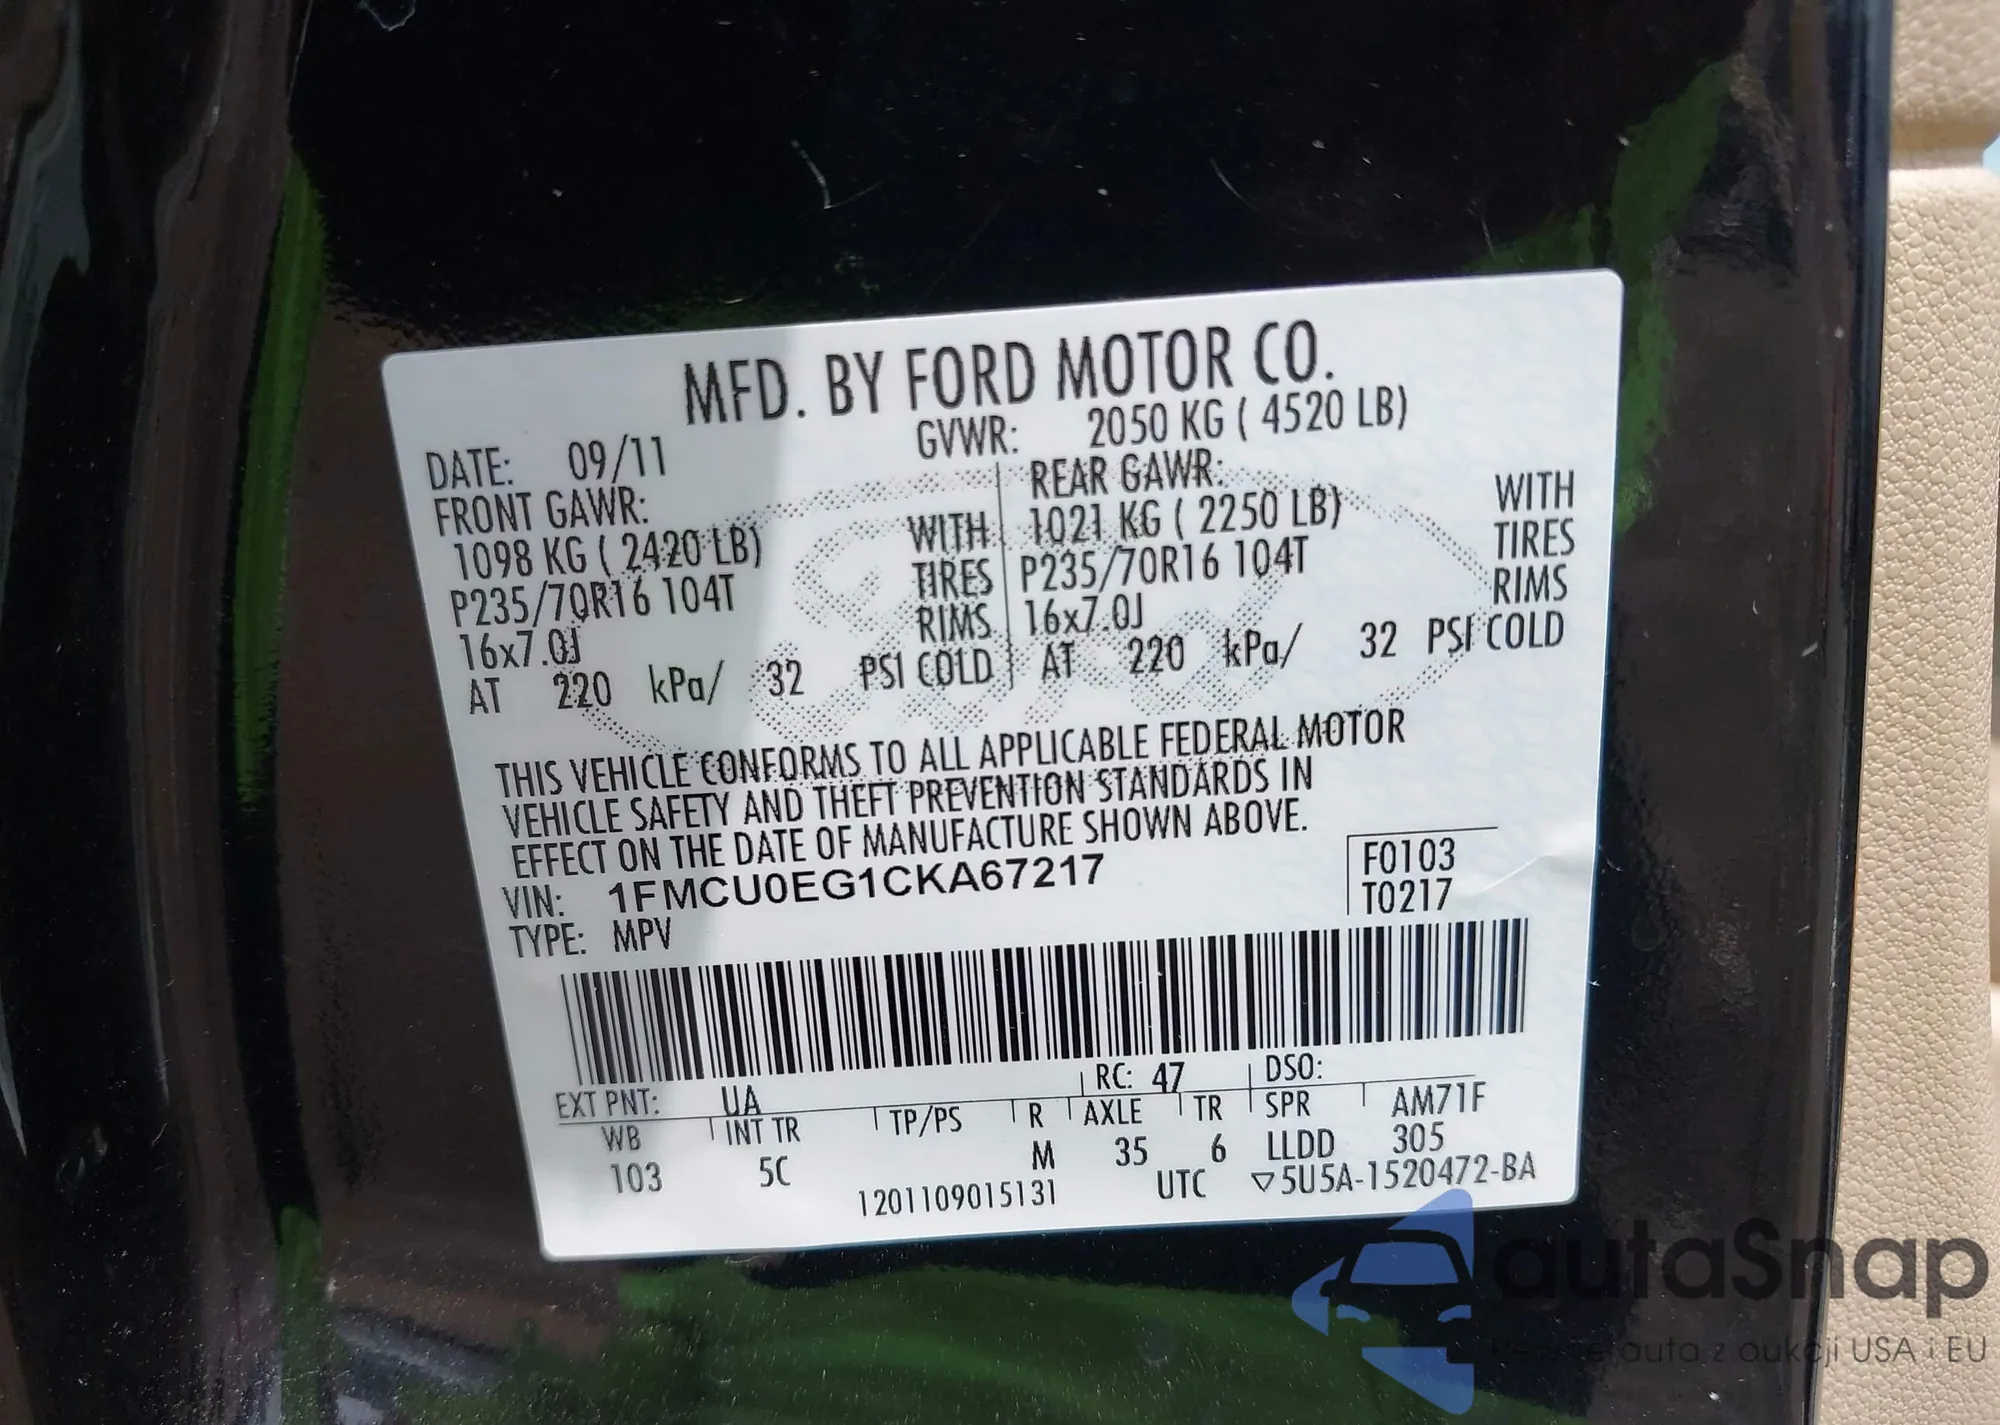 MFD. BY FORD MOTOR CO.
DATE: 09/11 GVWR: 2050 KG ( 4520 LB)
FRONT GAWR: REAR GAWR:
1098 KG ( 2420 LB) WITH 1021 KG ( 2250 LB) WITH
P235/70R16 104T TIRES P235/70R16 104T TIRES
16x7.0J RIMS 16x7.0J RIMS
AT 220 kPa/ 32 PSI COLD AT 220 kPa/ 32 PSI COLD
THIS VEHICLE CONFORMS TO ALL APPLICABLE FEDERAL MOTOR
VEHICLE SAFETY AND THEFT PREVENTION STANDARDS IN
EFFECT ON THE DATE OF MANUFACTURE SHOWN ABOVE.
VIN: 1FMCU0EG1CKA67217 F0103
TYPE: MPV T0217
EXT PNT: UA RC: 47 DSO:
WB INT TR TP/PS R AXLE TR SPR AM71F
103 5C M 35 6 LLDD 305
1201109015131 UTC ▽5U5A-1520472-BA
autaSnap
auta z aukcji USA i EU